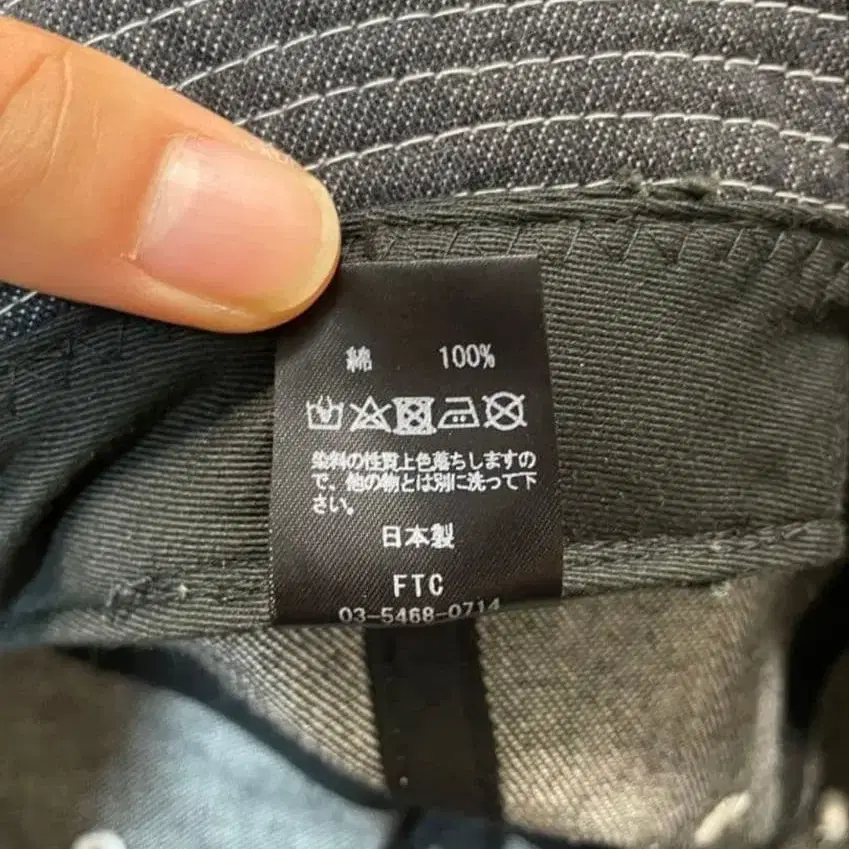 綿 100%
染料の性質上色落ちしますの
で、他の物とは別に洗って下
さい。
日本製
FTC
03-5468-0714